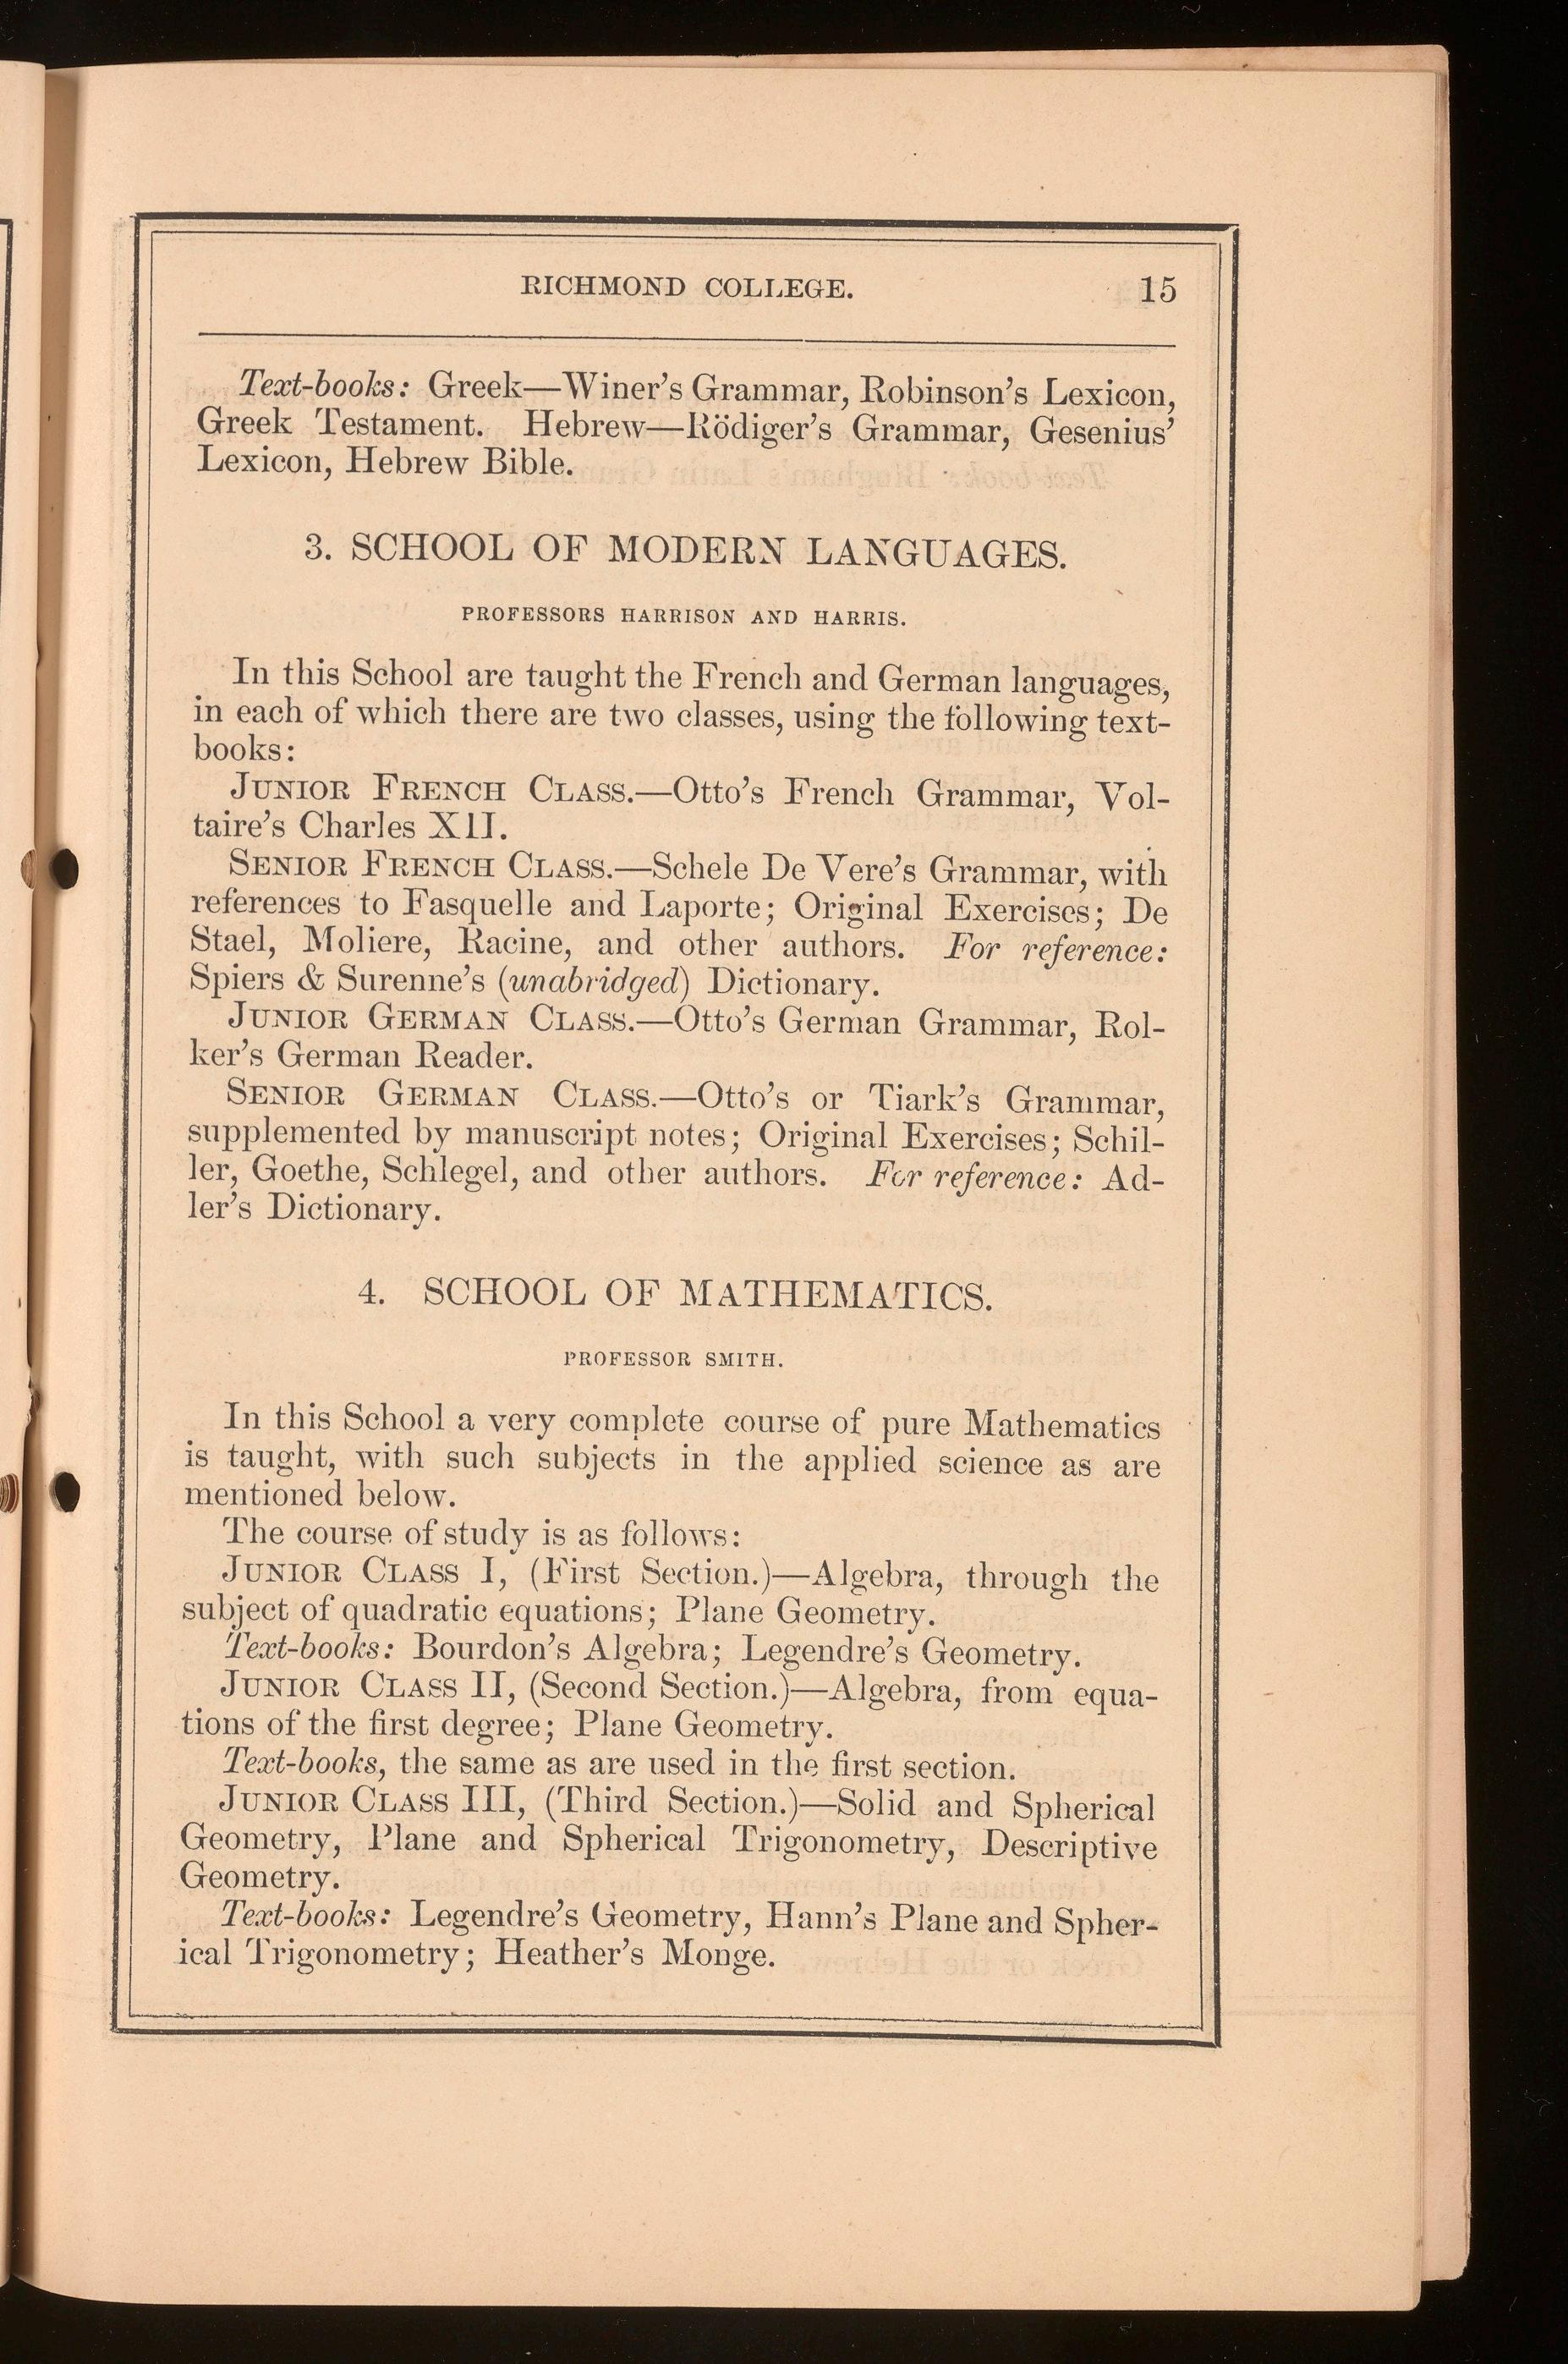 RICHMOND COLLEGE. 15
Text-books: Greek—Winer's Grammar, Robinson's Lexicon,
Greek Testament. Hebrew—Rödiger's Grammar, Gesenius'
Lexicon, Hebrew Bible.
3. SCHOOL OF MODERN LANGUAGES.
PROFESSORS HARRISON AND HARRIS.
In this School are taught the French and German languages,
in each of which there are two classes, using the following text-
books:
JUNIOR FRENCH CLASS.—Otto's French Grammar, Vol-
taire's Charles XII.
SENIOR FRENCH CLASS.—Schele De Vere's Grammar, with
references to Fasquelle and Laporte; Original Exercises; De
Stael, Moliere, Racine, and other authors. For reference:
Spiers & Surenne's (unabridged) Dictionary.
JUNIOR GERMAN CLASS.—Otto's German Grammar, Rol-
ker's German Reader.
SENIOR GERMAN CLASS.—Otto's or Tiark's Grammar,
supplemented by manuscript notes; Original Exercises; Schil-
ler, Goethe, Schlegel, and other authors. For reference: Ad-
ler's Dictionary.
4. SCHOOL OF MATHEMATICS.
PROFESSOR SMITH.
In this School a very complete course of pure Mathematics
is taught, with such subjects in the applied science as are
mentioned below.
The course of study is as follows:
JUNIOR CLASS I, (First Section.)—Algebra, through the
subject of quadratic equations; Plane Geometry.
Text-books: Bourdon's Algebra; Legendre's Geometry.
JUNIOR CLASS II, (Second Section.)—Algebra, from equa-
tions of the first degree; Plane Geometry.
Text-books, the same as are used in the first section.
JUNIOR CLASS III, (Third Section.)—Solid and Spherical
Geometry, Plane and Spherical Trigonometry, Descriptive
Geometry.
Text-books: Legendre's Geometry, Hann's Plane and Spher-
ical Trigonometry; Heather's Monge.